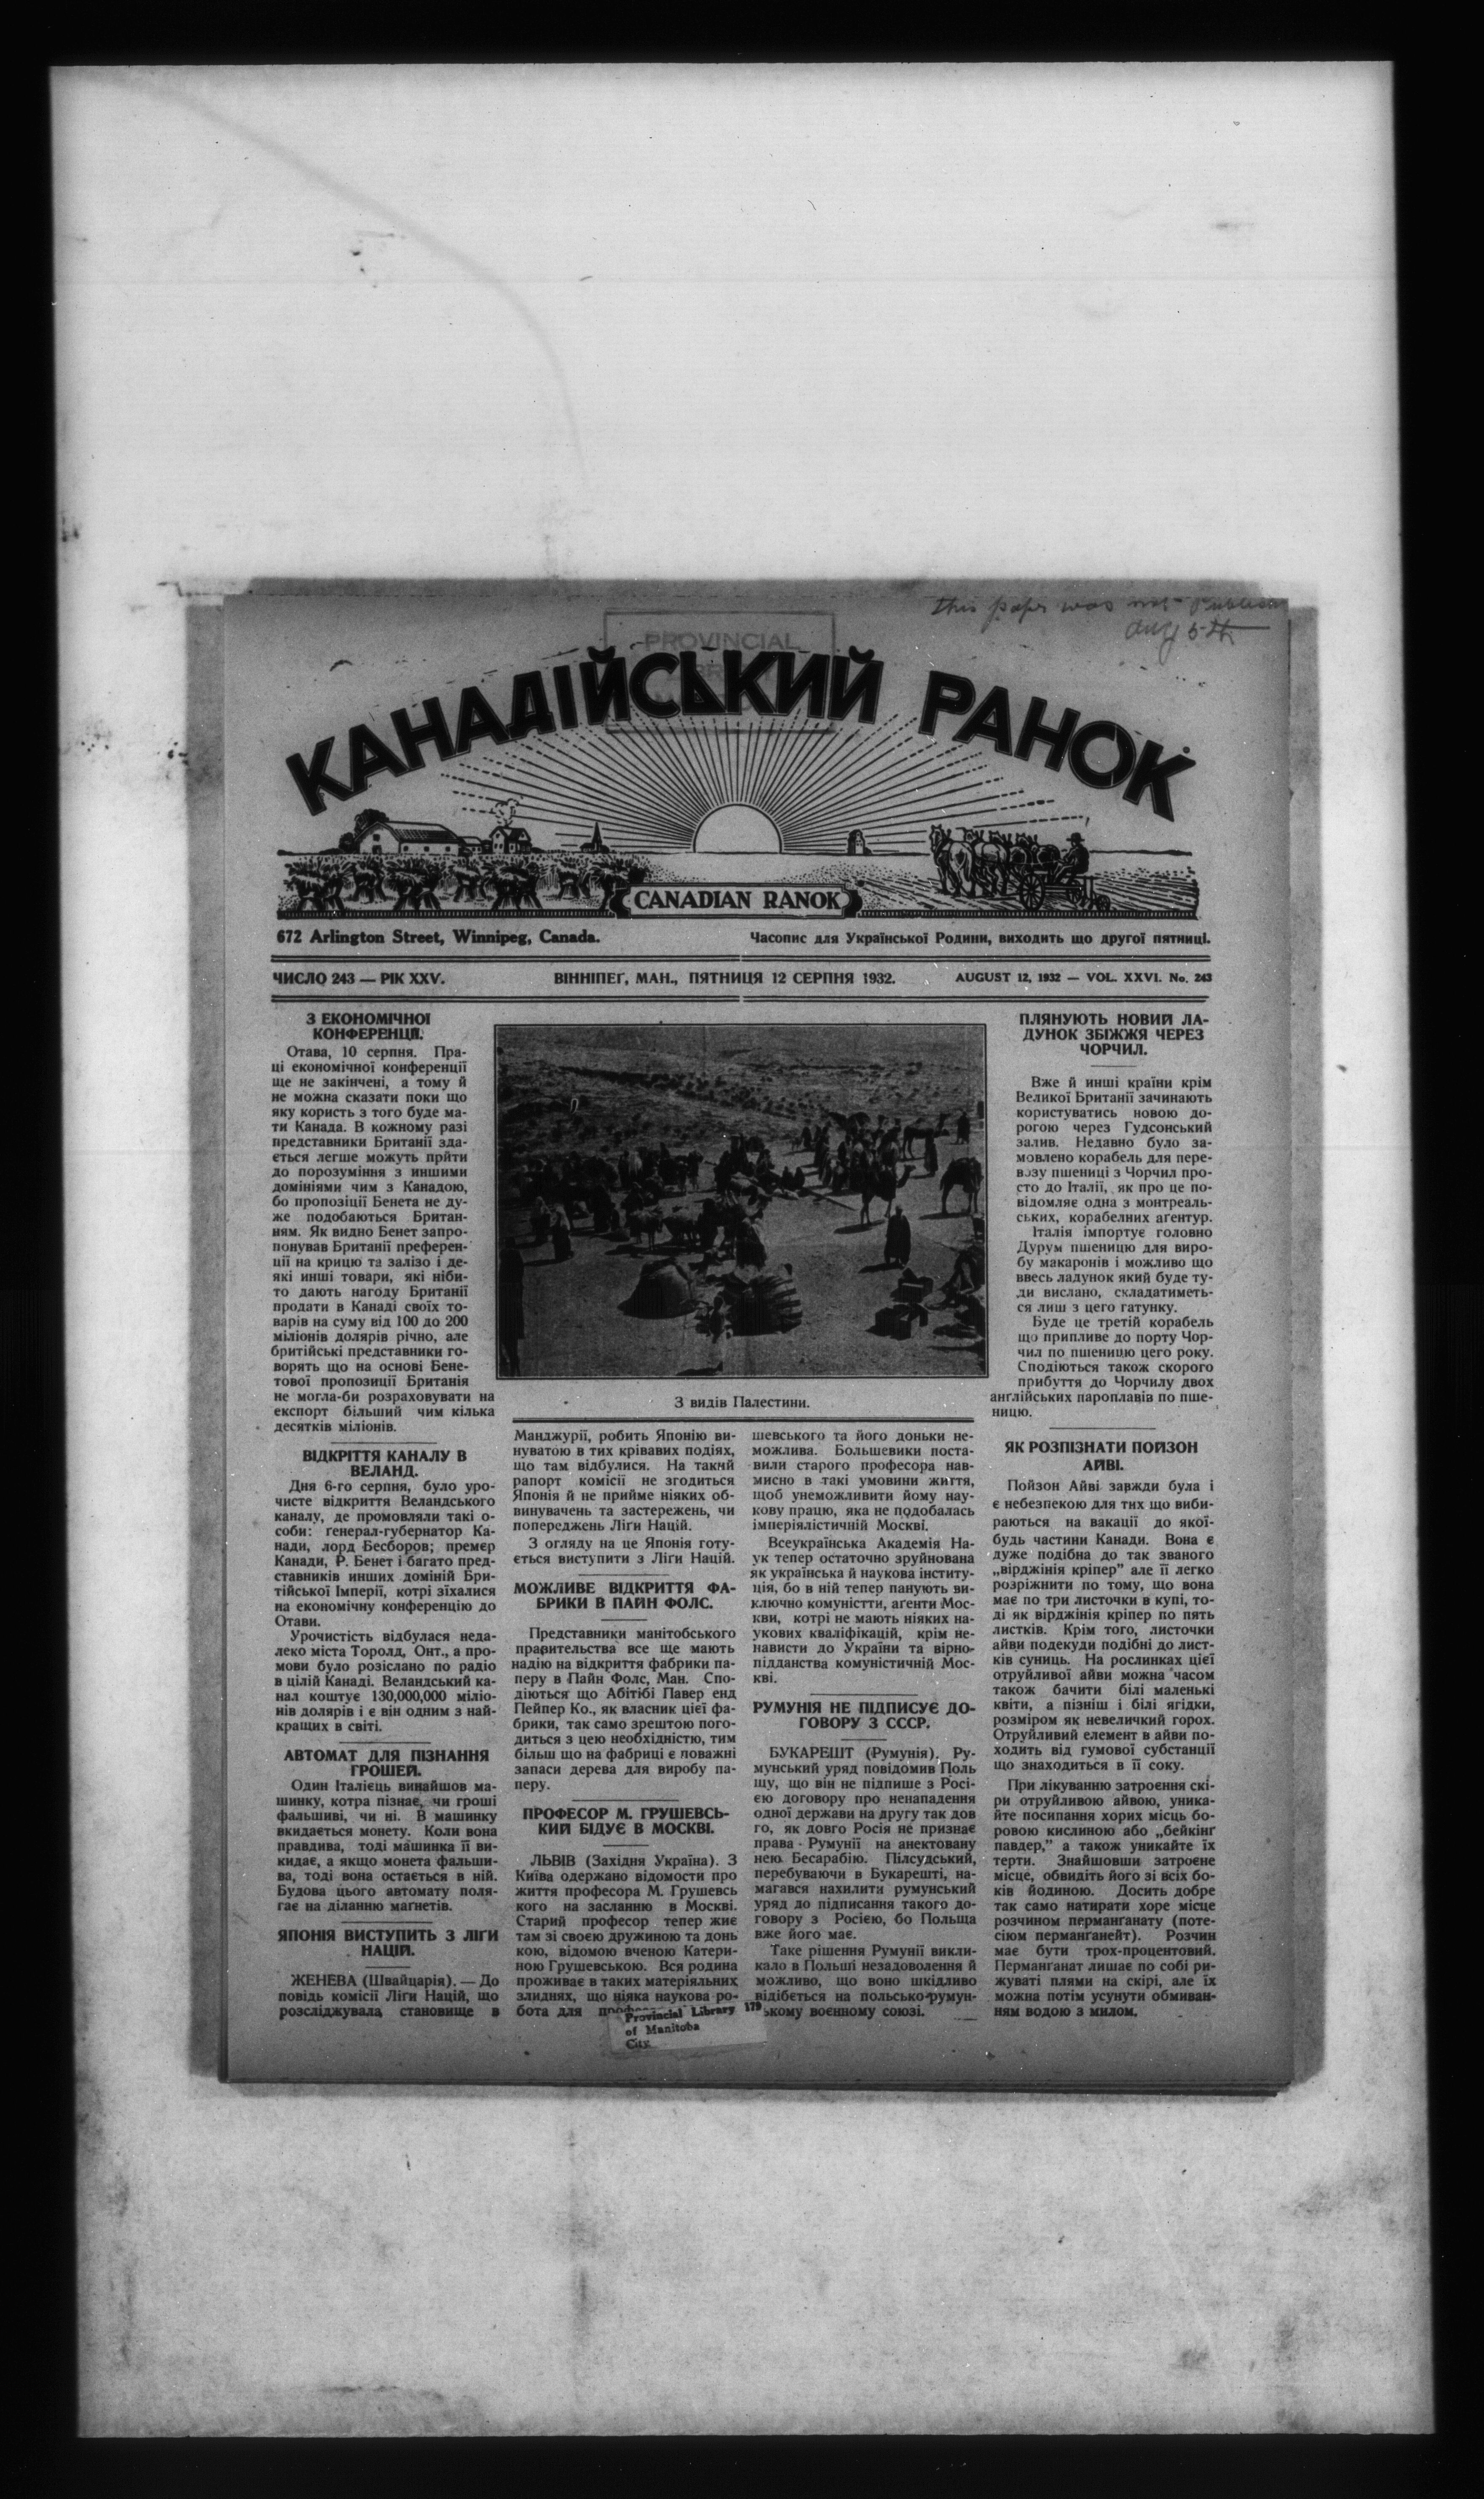 this paper was not
Aug 5th
PROVINCIAL
КАНАДІЙСЬКИЙ РАНОК
CANADIAN RANOK
672 Arlington Street, Winnipeg, Canada.
Часопис для Української Родини, виходить що другої пятниці.
ЧИСЛО 243 — РІК XXV.
ВІННІПЕҐ, МАН., ПЯТНИЦЯ 12 СЕРПНЯ 1932.
AUGUST 12, 1932 — VOL. XXVI. No. 243
З ЕКОНОМІЧНОЇ
КОНФЕРЕНЦІЇ.
Отава, 10 серпня. Пра-
ці економічної конференції
ще не закінчені, а тому й
не можна сказати поки що
яку користь з того буде ма-
ти Канада. В кожному разі
представники Британії зда-
ється легше можуть прйти
до порозуміння з иншими
домініями чим з Канадою,
бо пропозіції Бенета не ду-
же подобаються Британ-
ням. Як видно Бенет запро-
понував Британії преферен-
ції на крицю та залізо і де-
які инші товари, які ніби-
то дають нагоду Британії
продати в Канаді своїх то-
варів на суму від 100 до 200
міліонів долярів річно, але
бритійські представники го-
ворять що на основі Бене-
тової пропозиції Британія
не могла-би розраховувати на
експорт більший чим кілька
десятків міліонів.
ВІДКРІТТЯ КАНАЛУ В
ВЕЛАНД.
Дня 6-го серпня, було уро-
чисте відкриття Веландського
каналу, де промовляли такі о-
соби: ґенерал-губернатор Ка-
нади, лорд Бесборов; премєр
Канади, Р. Бенет і багато пред-
ставників инших домініїй Бри-
тійської Імперії, котрі зїхалися
на економічну конференцію до
Отави.
Урочистість відбулася неда-
леко міста Торолд, Онт., а про-
мови було розіслано по радіо
в цілій Канаді. Веландський ка-
нал коштує 130,000,000 міліо-
нів долярів і є він одним з най-
кращих в світі.
АВТОМАТ ДЛЯ ПІЗНАННЯ
ГРОШЕЙ.
Один Італієць винайшов ма-
шинку, котра пізнає, чи гроші
фальшиві, чи ні. В машинку
вкидається монету. Коли вона
правдива, тоді машинка її ви-
кидає, а якщо монета фальши-
ва, тоді вона остається в ній.
Будова цього автомату поля-
гає на діланню маґнетів.
ЯПОНІЯ ВИСТУПИТЬ З ЛІҐИ
НАЦІЙ.
ЖЕНЕВА (Швайцарія). — До
повідь комісії Ліґи Націй, що
розсліджувала становище в
З видів Палестини.
Манджурії, робить Японію ви-
нуватою в тих крівавих подіях,
що там відбулися. На такий
рапорт комісії не згодиться
Японія й не прийме ніяких об-
винувачень та застережень, чи
попереджень Ліґи Націй.
З огляду на це Японія готу-
ється виступити з Ліґи Націй.
МОЖЛИВЕ ВІДКРИТТЯ ФА-
БРИКИ В ПАЙН ФОЛС.
Представники манітобського
правительства все ще мають
надію на відкриття фабрики па-
перу в Пайн Фолс, Ман. Спо-
діються що Абітібі Павер енд
Пейпер Ко., як власник цієї фа-
брики, так само зрештою пого-
диться з цею необхідністю, тим
більш що на фабриці є поважні
запаси дерева для виробу па-
перу.
ПРОФЕСОР М. ГРУШЕВСЬ-
КИЙ БІДУЄ В МОСКВІ.
ЛЬВІВ (Західня Україна). З
Київа одержано відомости про
життя професора М. Грушевсь
кого на засланню в Москві.
Старий професор тепер жиє
там зі своєю дружиною та донь
кою, відомою вченою Катери-
ною Грушевською. Вся родина
проживає в таких матеріяльних
злиднях, що ніяка наукова ро-
бота для
шевського та його доньки не-
можлива. Большевики поста-
вили старого професора нав-
мисно в такі умовини життя,
щоб унеможливити йому нау-
кову працю, яка не подобалась
імперіялістичній Москві.
Всеукраїнська Академія На-
ук тепер остаточно зруйнована
як українська й наукова інститу-
ція, бо в ній тепер панують ви-
ключно комуністти, аґенти Мос-
кви, котрі не мають ніяких на-
укових кваліфікацій, крім не-
нависти до України та вірно-
підданства комуністичній Мос-
кві.
РУМУНІЯ НЕ ПІДПИСУЄ ДО-
ГОВОРУ З СССР.
БУКАРЕШТ (Румунія). Ру-
мунський уряд повідомив Поль
щу, що він не підпише з Росі-
єю договору про ненападення
одної держави на другу так дов
го, як довго Росія не признає
права Румунії на анектовану
нею Бесарабію. Пілсудський,
перебуваючи в Букарешті, на-
магався нахилити румунський
уряд до підписання такого до-
говору з Росією, бо Польща
вже його має.
Таке рішення Румунії викли-
кало в Польші незадоволення й
можливо, що воно шкідливо
відібється на польсько-румун-
ському воєнному союзі.
ПЛЯНУЮТЬ НОВИЙ ЛА-
ДУНОК ЗБІЖЖЯ ЧЕРЕЗ
ЧОРЧИЛ.
Вже й инші країни крім
Великої Британії зачинають
користуватись новою до-
рогою через Гудсонський
залив. Недавно було за-
мовлено корабель для пере-
возу пшениці з Чорчил про-
сто до Італії, як про це по-
відомляє одна з монтреаль-
ських, корабелних аґентур.
Італія імпортує головно
Дурум пшеницю для виро-
бу макаронів і можливо що
ввесь ладунок який буде ту-
ди вислано, складатиметь-
ся лиш з цего гатунку.
Буде це третій корабель
що припливе до порту Чор-
чил по пшеницю цего року.
Сподіються також скорого
прибуття до Чорчилу двох
анґлійських пароплавів по пше-
ницю.
ЯК РОЗПІЗНАТИ ПОЙЗОН
АЙВІ.
Пойзон Айві завжди була і
є небезпекою для тих що виби-
раються на вакації до якої-
будь частини Канади. Вона є
дуже подібна до так званого
„вірджінія кріпер” але її легко
розріжнити по тому, що вона
має по три листочки в купі, то-
ді як вірджінія кріпер по пять
листків. Крім того, листочки
айви подекуди подібні до лист-
ків суниць. На рослинках цієї
отруйливої айви можна часом
також бачити білі маленькі
квіти, а пізніш і білі ягідки,
розміром як невеличкий горох.
Отруйливий елемент в айви по-
ходить від гумової субстанції
що знаходиться в її соку.
При лікуванню затроєння скі-
ри отруйливою айвою, уника-
йте посипання хорих місць бо-
ровою кислиною або „бейкінґ
павдер,” а також уникайте їх
терти. Знайшовши затроєне
місце, обвидіть його зі всіх бо-
ків йодиною. Досить добре
так само натирати хоре місце
розчином перманґанату (поте-
сіюм перманґанейт). Розчин
має бути трох-процентовий.
Перманґанат лишає по собі ри-
жуваті плями на скірі, але їх
можна потім усунути обмиван-
ням водою з милом.
Provincial Library 179
of Manitoba
City